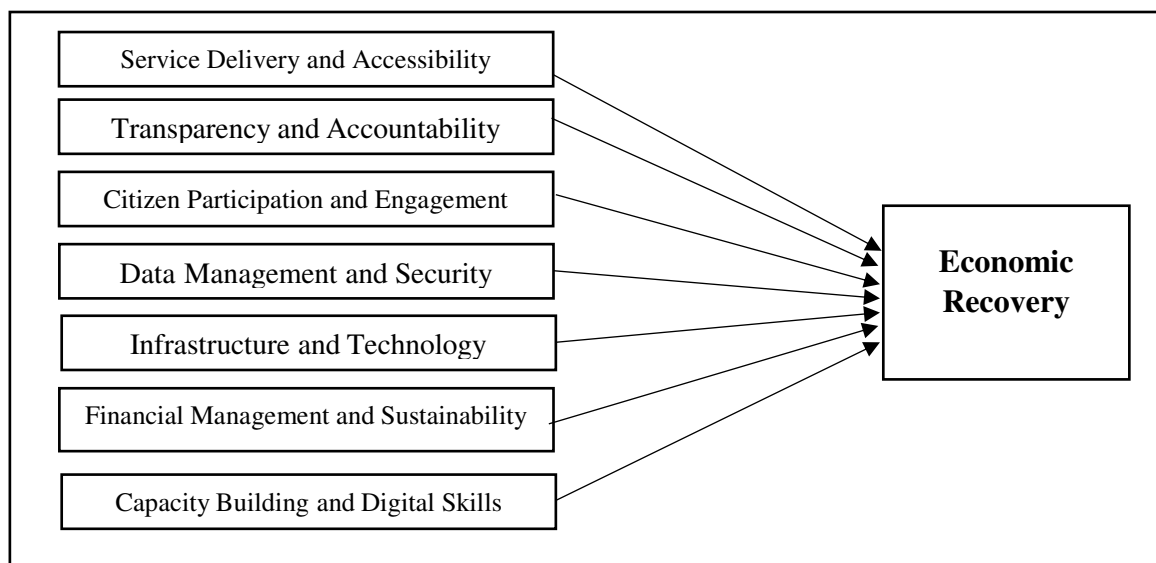 Service Delivery and Accessibility
Transparency and Accountability
Citizen Participation and Engagement
Data Management and Security
Infrastructure and Technology
Financial Management and Sustainability
Capacity Building and Digital Skills
Economic
Recovery